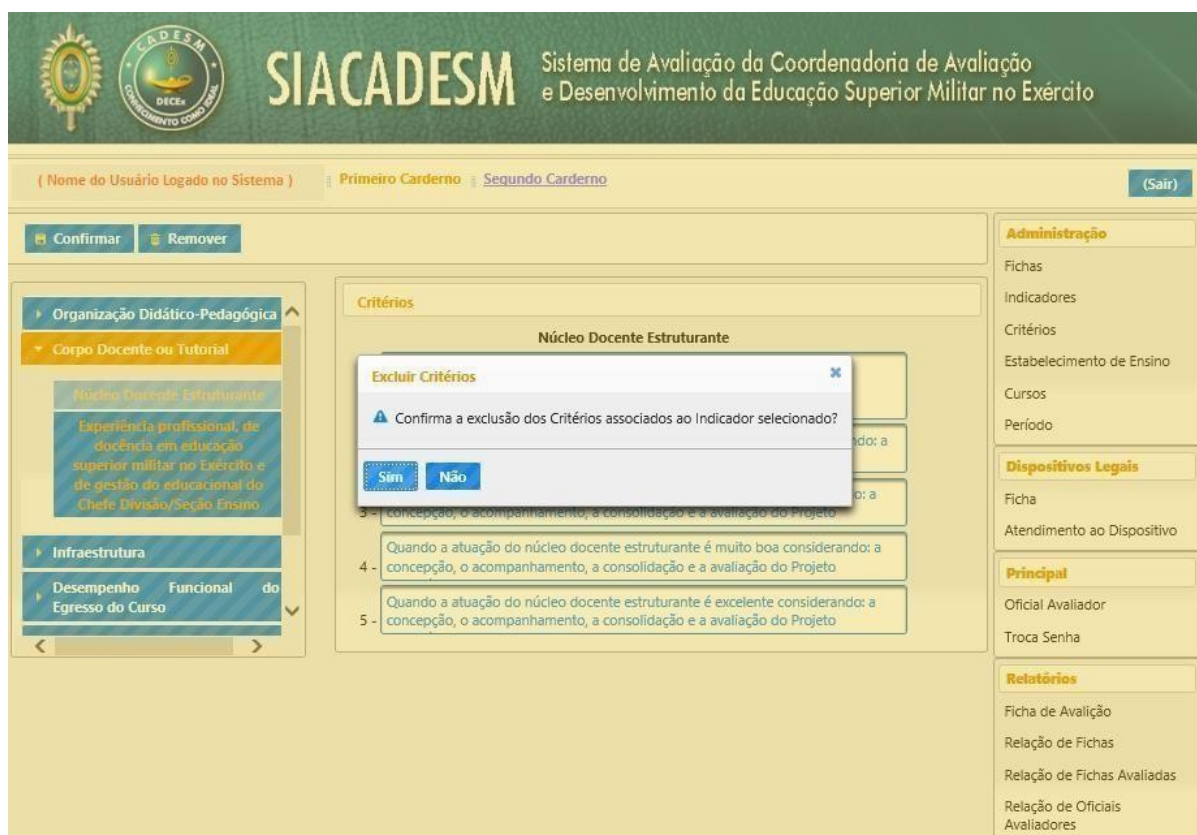 CADESM
DECEx
CONHECIMENTO COMO IDEAL
SIACADESM
Sistema de Avaliação da Coordenadoria de Avaliação
e Desenvolvimento da Educação Superior Militar no Exército
( Nome do Usuário Logado no Sistema )
Primeiro Carderno
Segundo Carderno
(Sair)
Confirmar
Remover
Organização Didático-Pedagógica
Corpo Docente ou Tutorial
Núcleo Docente Estruturante
Experiência profissional, de
docência em educação
superior militar no Exército e
de gestão do educacional do
Chefe Divisão/Seção Ensino
Infraestrutura
Desempenho Funcional do
Egresso do Curso
Critérios
Núcleo Docente Estruturante
Excluir Critérios
Confirma a exclusão dos Critérios associados ao Indicador selecionado?
Sim
Não
ndo: a
o: a
3 - concepção, o acompanhamento, a consolidação e a avaliação do Projeto
Quando a atuação do núcleo docente estruturante é muito boa considerando: a
4 - concepção, o acompanhamento, a consolidação e a avaliação do Projeto
Quando a atuação do núcleo docente estruturante é excelente considerando: a
5 - concepção, o acompanhamento, a consolidação e a avaliação do Projeto
Administração
Fichas
Indicadores
Critérios
Estabelecimento de Ensino
Cursos
Período
Dispositivos Legais
Ficha
Atendimento ao Dispositivo
Principal
Oficial Avaliador
Troca Senha
Relatórios
Ficha de Avalição
Relação de Fichas
Relação de Fichas Avaliadas
Relação de Oficiais
Avaliadores